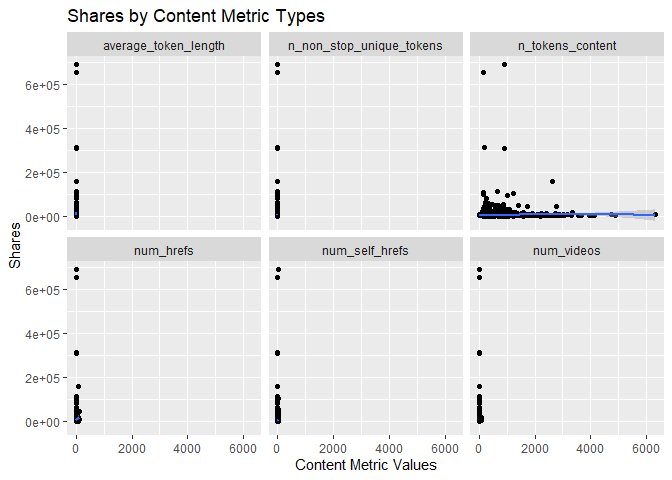 Shares by Content Metric Types
average_token_length n_non_stop_unique_tokens n_tokens_content
6e+05
4e+05
2e+05
0e+00
num_hrefs num_self_hrefs num_videos
6e+05
4e+05
2e+05
0e+00
Shares
0 2000 4000 6000 0 2000 4000 6000 0 2000 4000 6000
Content Metric Values